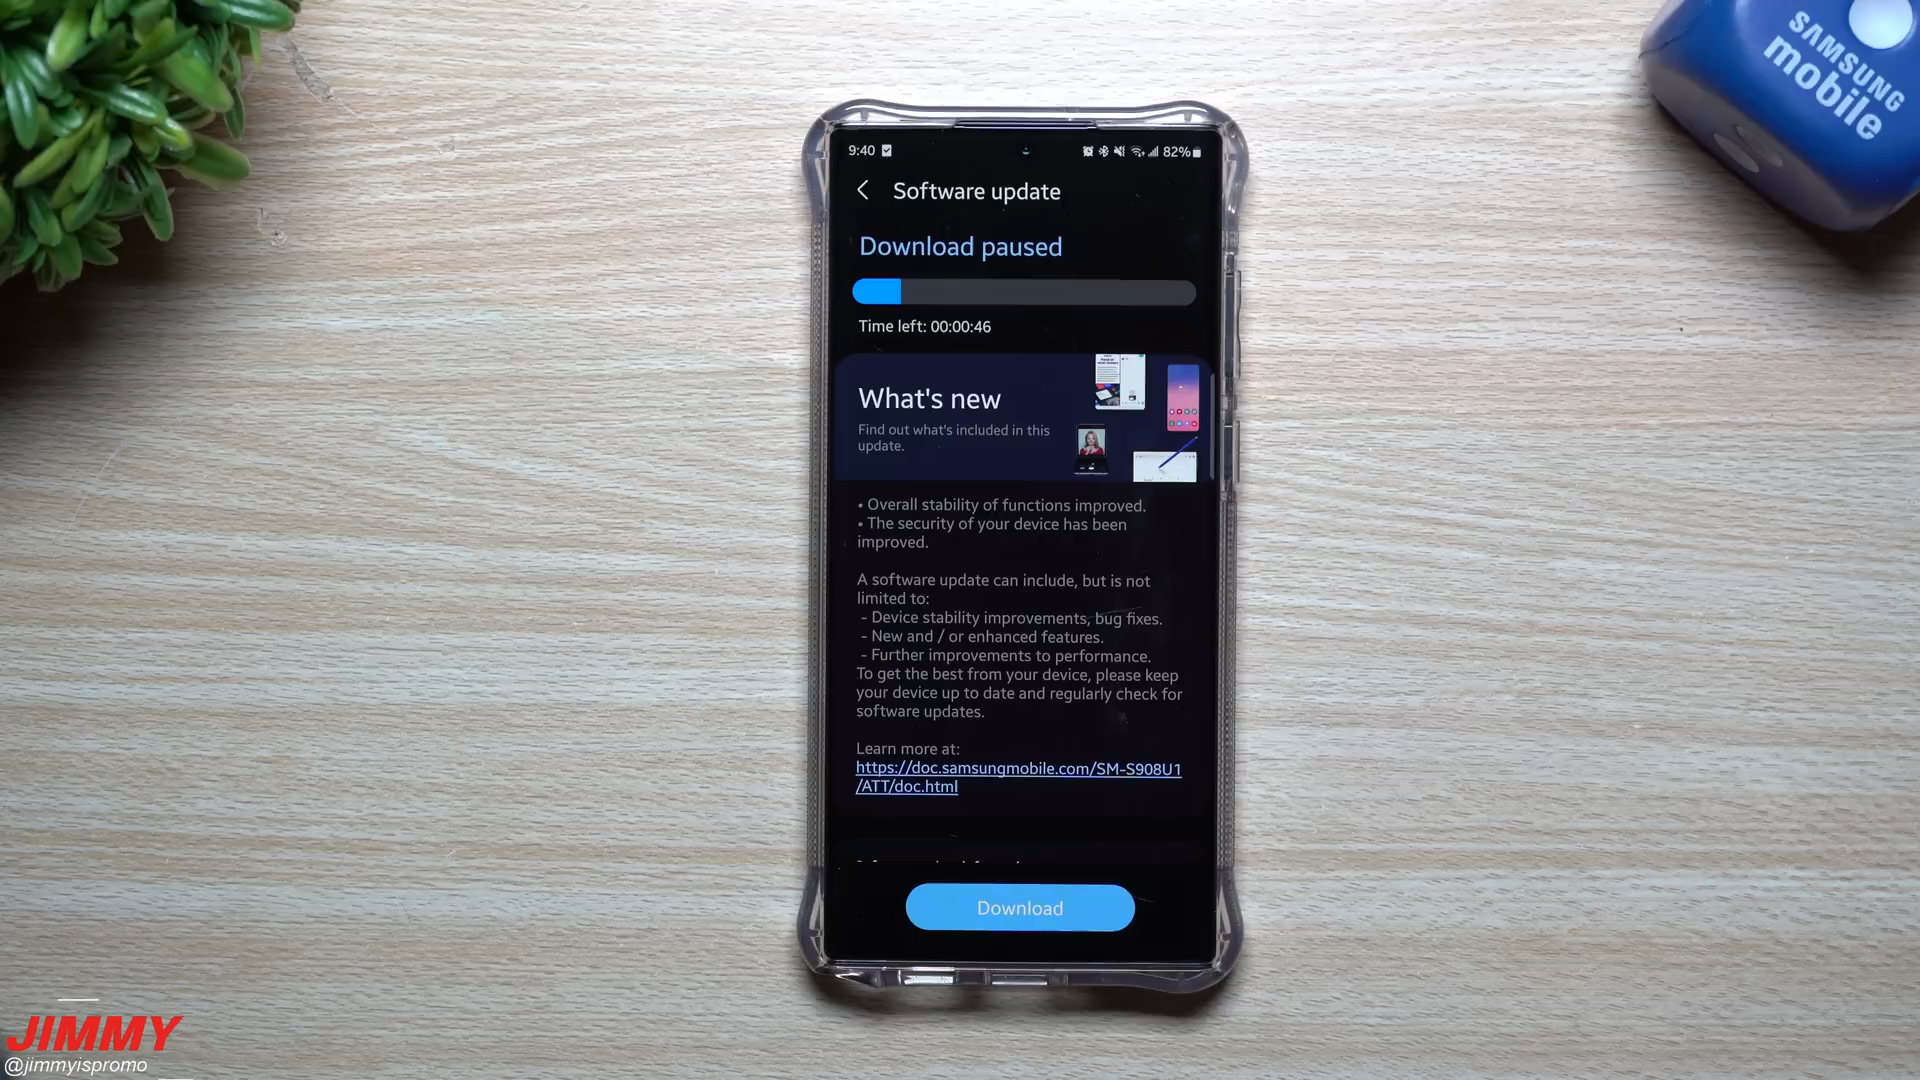 SAMSUNG
mobile
9:40
82%
Software update
Download paused
Time left: 00:00:46
What's new
Find out what's included in this
update.
• Overall stability of functions improved.
• The security of your device has been
improved.
A software update can include, but is not
limited to:
- Device stability improvements, bug fixes.
- New and / or enhanced features.
- Further improvements to performance.
To get the best from your device, please keep
your device up to date and regularly check for
software updates.
Learn more at:
https://doc.samsungmobile.com/SM-S908U1
/ATT/doc.html
Download
JIMMY
@jimmyispromo